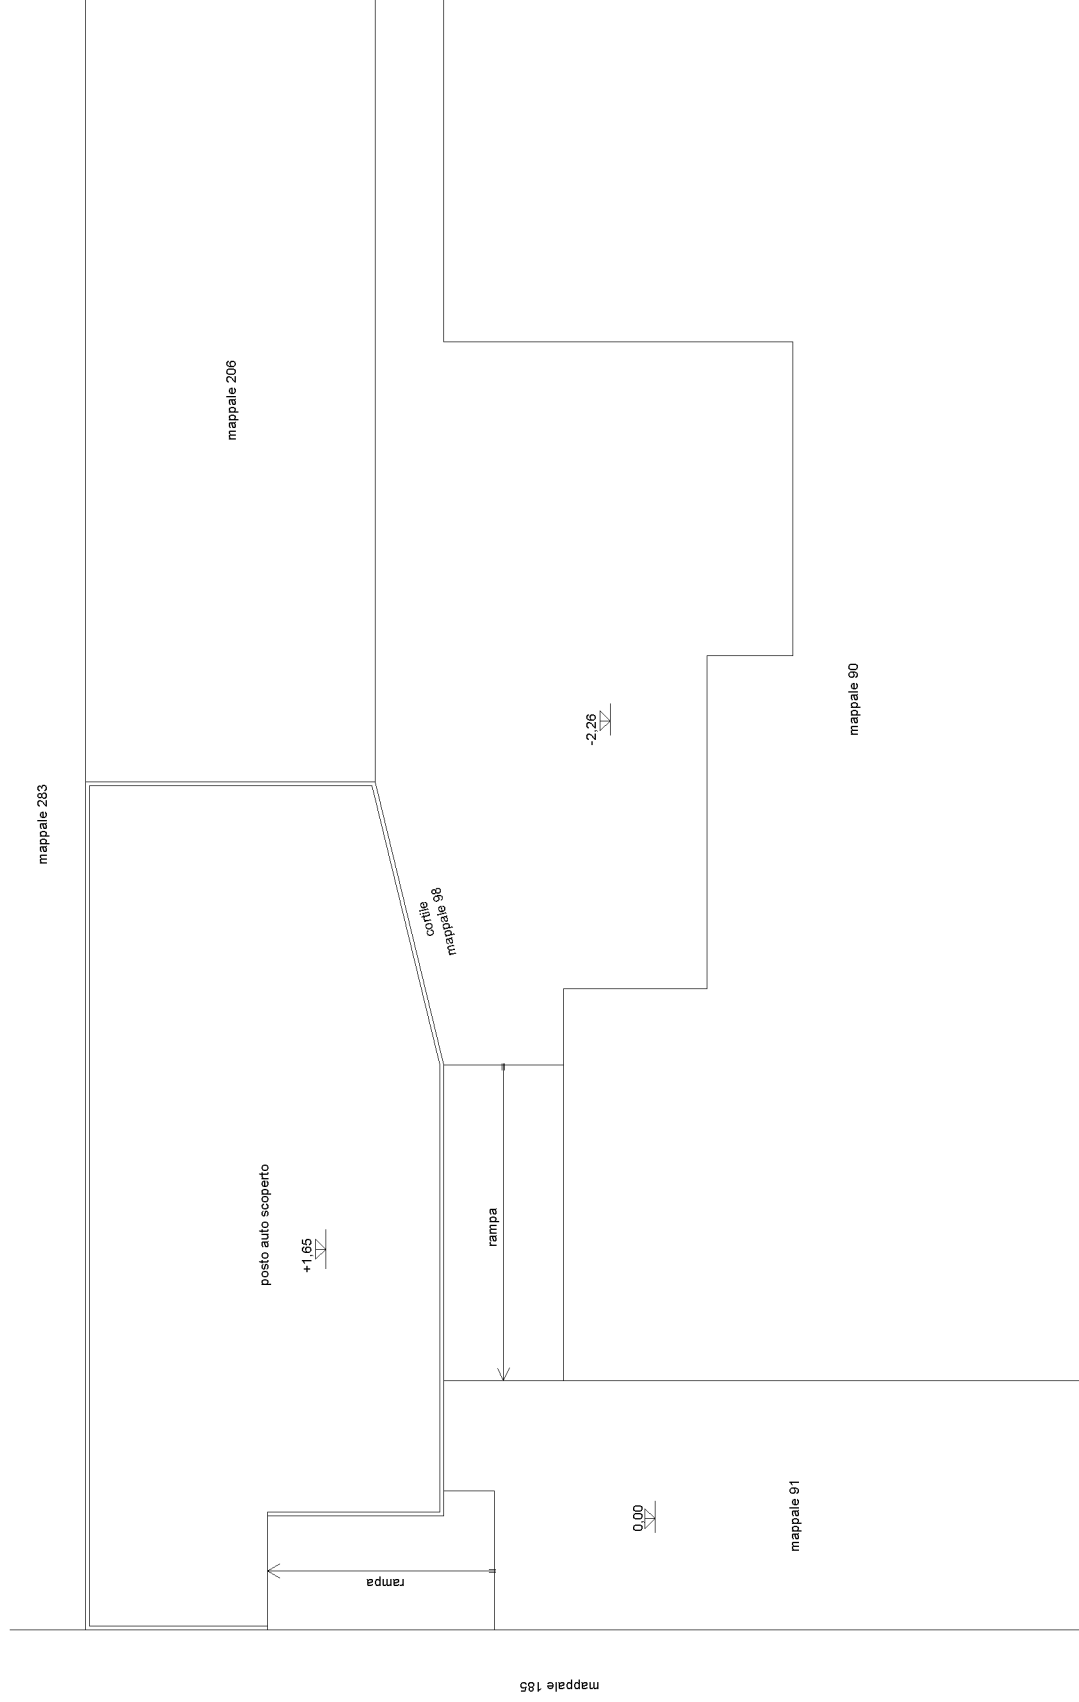 mappale 283
mappale 206
mappale 90
-2,26
cortile
mappale 98
posto auto scoperto
+1,65
rampa
0,00
mappale 91
rampa
mappale 185